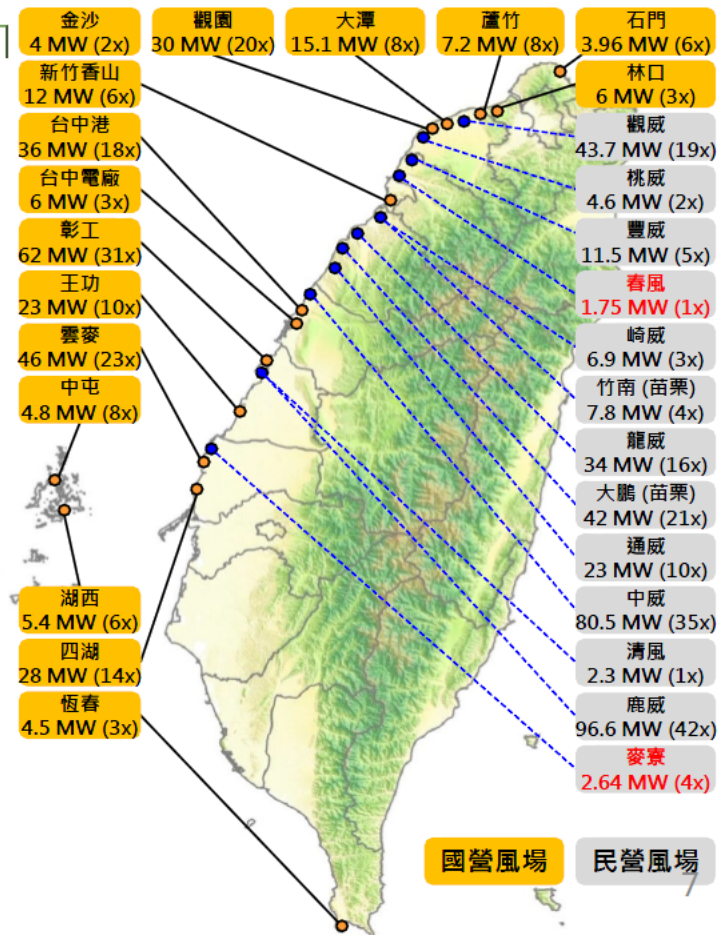 金沙
4 MW (2x)
觀園
30 MW (20x)
大潭
15.1 MW (8x)
蘆竹
7.2 MW (8x)
石門
3.96 MW (6x)
新竹香山
12 MW (6x)
台中港
36 MW (18x)
台中電廠
6 MW (3x)
彰工
62 MW (31x)
王功
23 MW (10x)
雲麥
46 MW (23x)
中屯
4.8 MW (8x)
湖西
5.4 MW (6x)
四湖
28 MW (14x)
恆春
4.5 MW (3x)
林口
6 MW (3x)
觀威
43.7 MW (19x)
桃威
4.6 MW (2x)
豐威
11.5 MW (5x)
春風
1.75 MW (1x)
崎威
6.9 MW (3x)
竹南 (苗栗)
7.8 MW (4x)
龍威
34 MW (16x)
大鵬 (苗栗)
42 MW (21x)
通威
23 MW (10x)
中威
80.5 MW (35x)
清風
2.3 MW (1x)
鹿威
96.6 MW (42x)
麥寮
2.64 MW (4x)
國營風場
民營風場
7